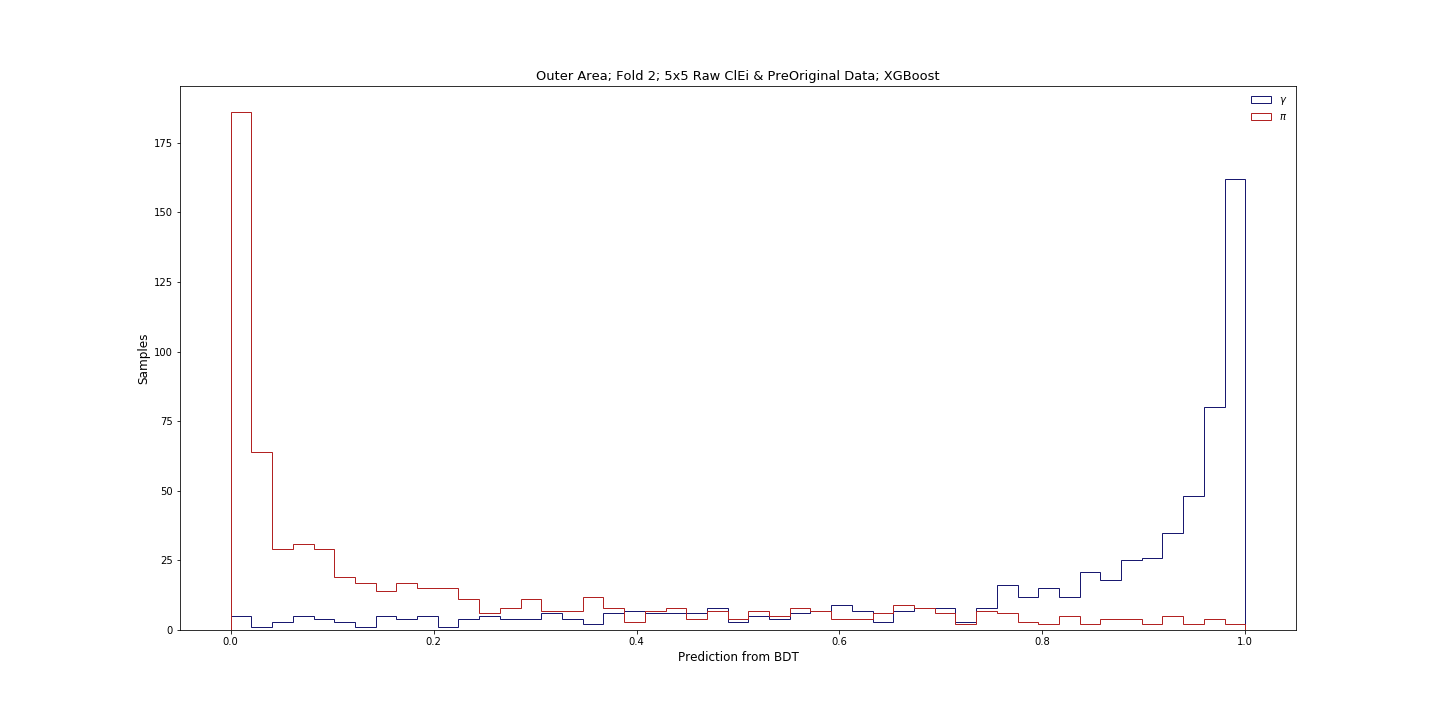 Outer Area; Fold 2; 5x5 Raw ClEi & PreOriginal Data; XGBoost
γ
π
175
150
125
100
75
50
25
0
Samples
0.0 0.2 0.4 0.6 0.8 1.0
Prediction from BDT